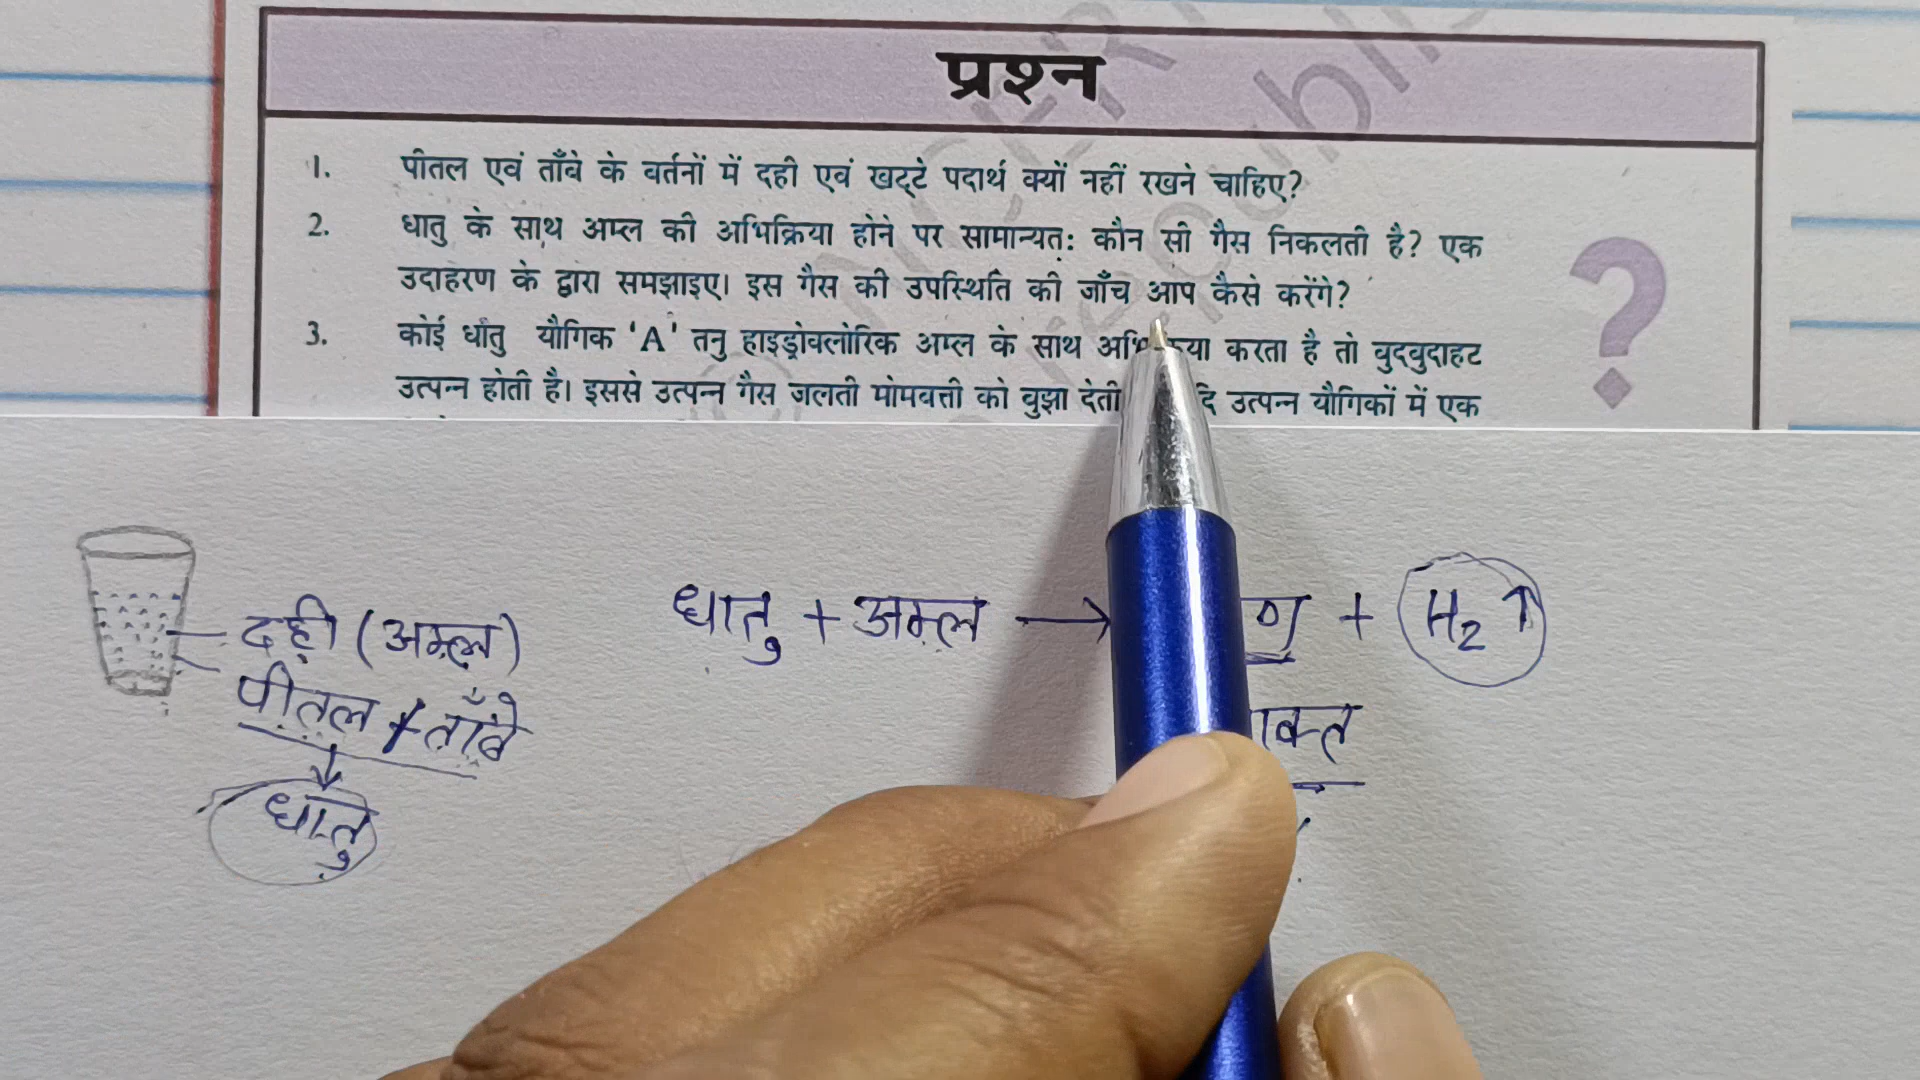 प्रश्न
1. पीतल एवं ताँबे के बर्तनों में दही एवं खट्टे पदार्थ क्यों नहीं रखने चाहिए?
2. धातु के साथ अम्ल की अभिक्रिया होने पर सामान्यत: कौन सी गैस निकलती है? एक
उदाहरण के द्वारा समझाइए। इस गैस की उपस्थिति की जाँच आप कैसे करेंगे?
3. कोई धातु यौगिक 'A' तनु हाइड्रोक्लोरिक अम्ल के साथ करता है तो बुदबुदाहट
उत्पन्न होती है। इससे उत्पन्न गैस जलती मोमबत्ती को बुझा देती उत्पन्न यौगिकों में एक
दही (अम्ल)
पीतल + ताँबे
धातु
धातु + अम्ल → + H₂↑